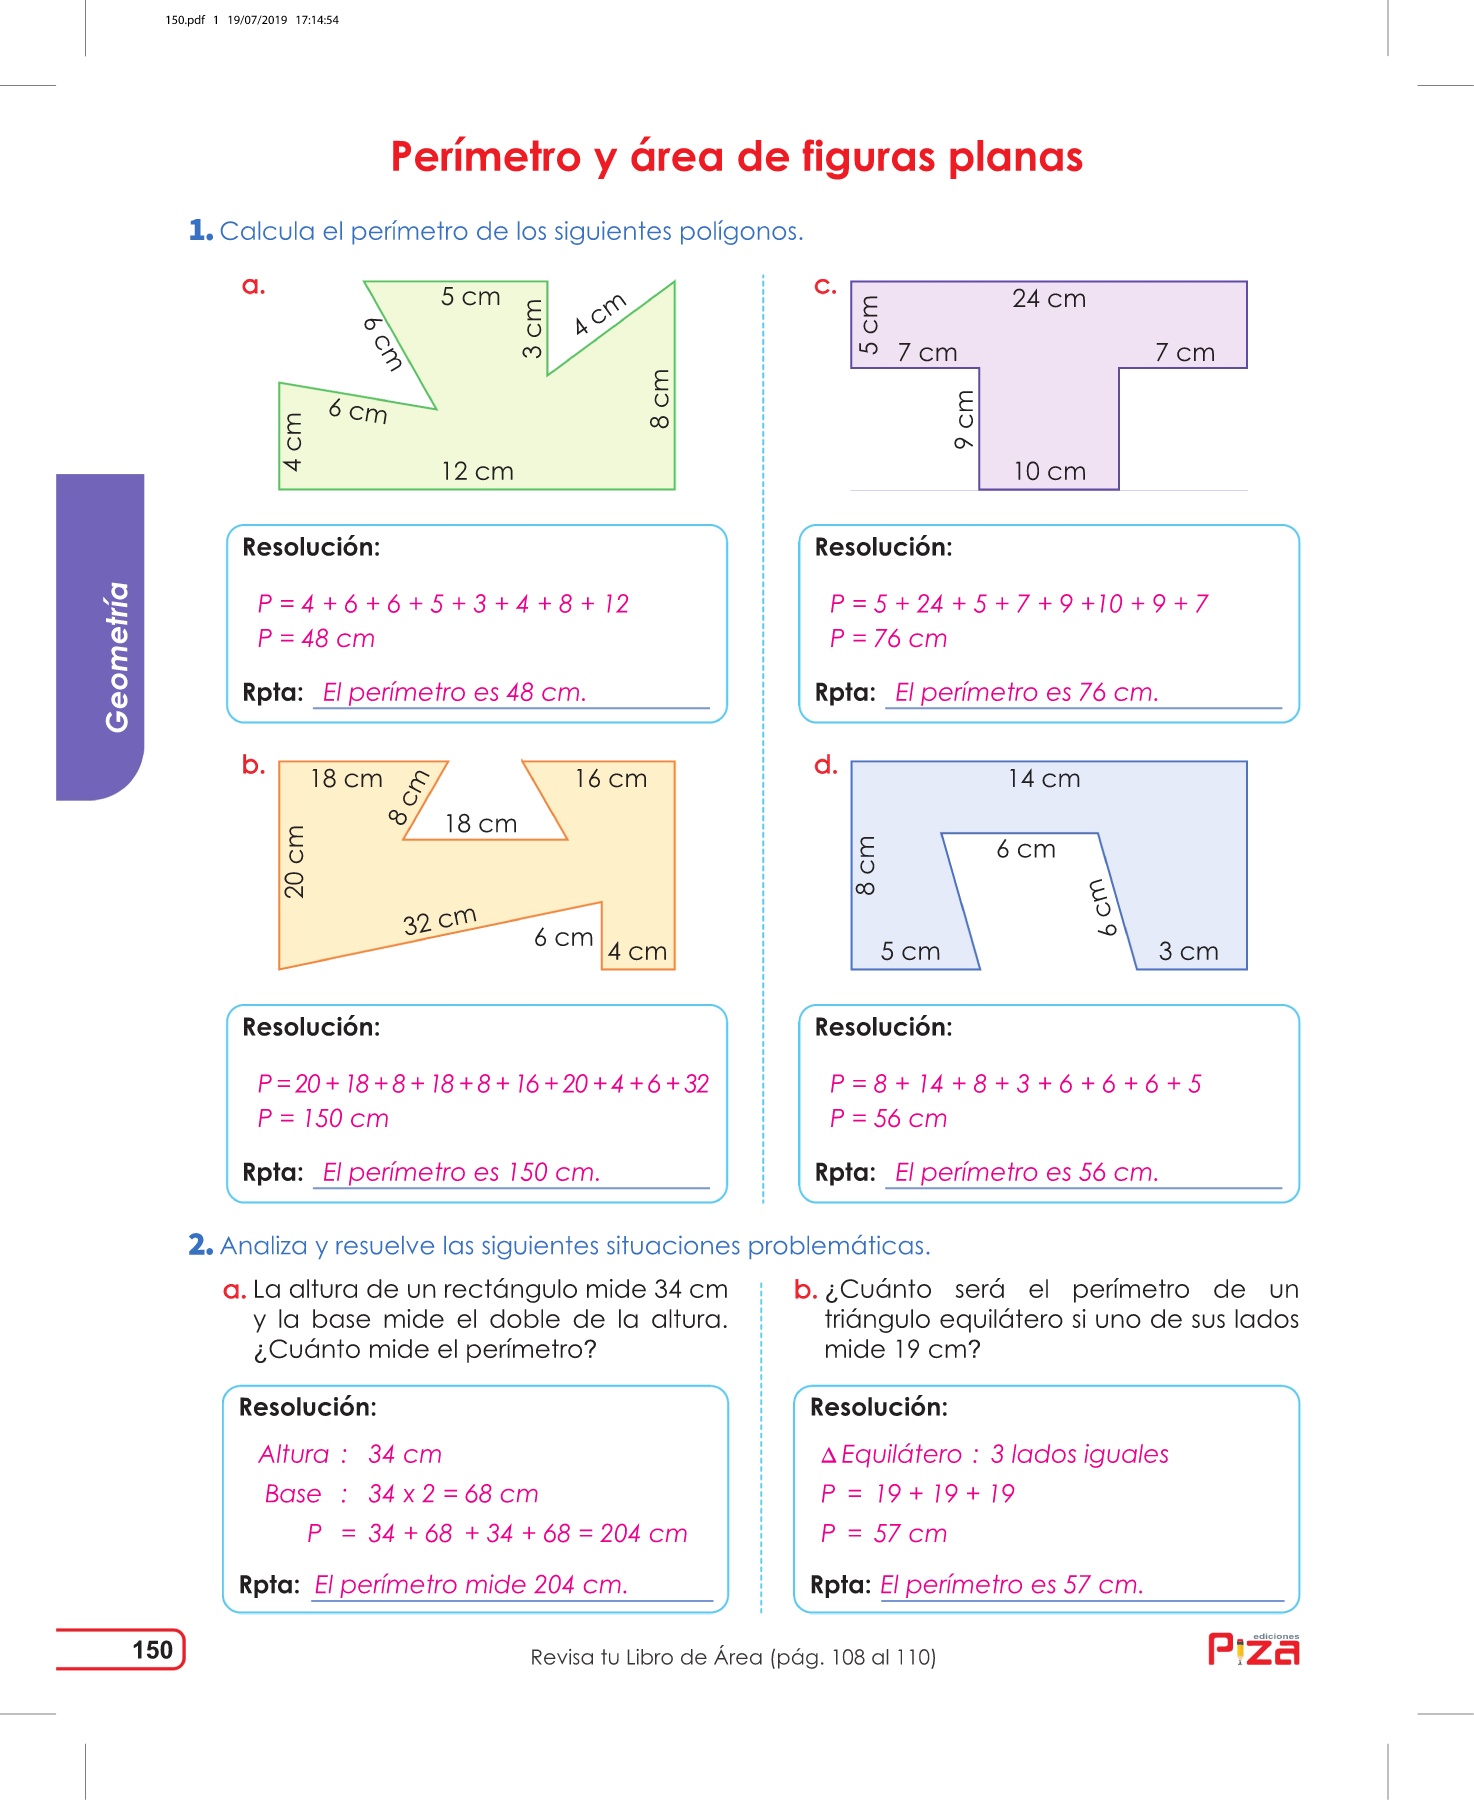 150.pdf 1 19/07/2019 17:14:54
Perímetro y área de figuras planas
1. Calcula el perímetro de los siguientes polígonos.
a.
5 cm
6 cm
3 cm
4 cm
6 cm
4 cm
8 cm
12 cm
Resolución:
P = 4 + 6 + 6 + 5 + 3 + 4 + 8 + 12
P = 48 cm
Rpta: El perímetro es 48 cm.
b.
18 cm
8 cm
16 cm
18 cm
20 cm
32 cm
6 cm
4 cm
Resolución:
P = 20 + 18 + 8 + 18 + 8 + 16 + 20 + 4 + 6 + 32
P = 150 cm
Rpta: El perímetro es 150 cm.
c.
24 cm
5 cm
7 cm
7 cm
9 cm
10 cm
Resolución:
P = 5 + 24 + 5 + 7 + 9 +10 + 9 + 7
P = 76 cm
Rpta: El perímetro es 76 cm.
d.
14 cm
6 cm
8 cm
6 cm
5 cm
3 cm
Resolución:
P = 8 + 14 + 8 + 3 + 6 + 6 + 6 + 5
P = 56 cm
Rpta: El perímetro es 56 cm.
Geometría
2. Analiza y resuelve las siguientes situaciones problemáticas.
a. La altura de un rectángulo mide 34 cm
y la base mide el doble de la altura.
¿Cuánto mide el perímetro?
Resolución:
Altura : 34 cm
Base : 34 x 2 = 68 cm
P = 34 + 68 + 34 + 68 = 204 cm
Rpta: El perímetro mide 204 cm.
b. ¿Cuánto será el perímetro de un
triángulo equilátero si uno de sus lados
mide 19 cm?
Resolución:
∆ Equilátero : 3 lados iguales
P = 19 + 19 + 19
P = 57 cm
Rpta: El perímetro es 57 cm.
150
Revisa tu Libro de Área (pág. 108 al 110)
ediciones
Piza